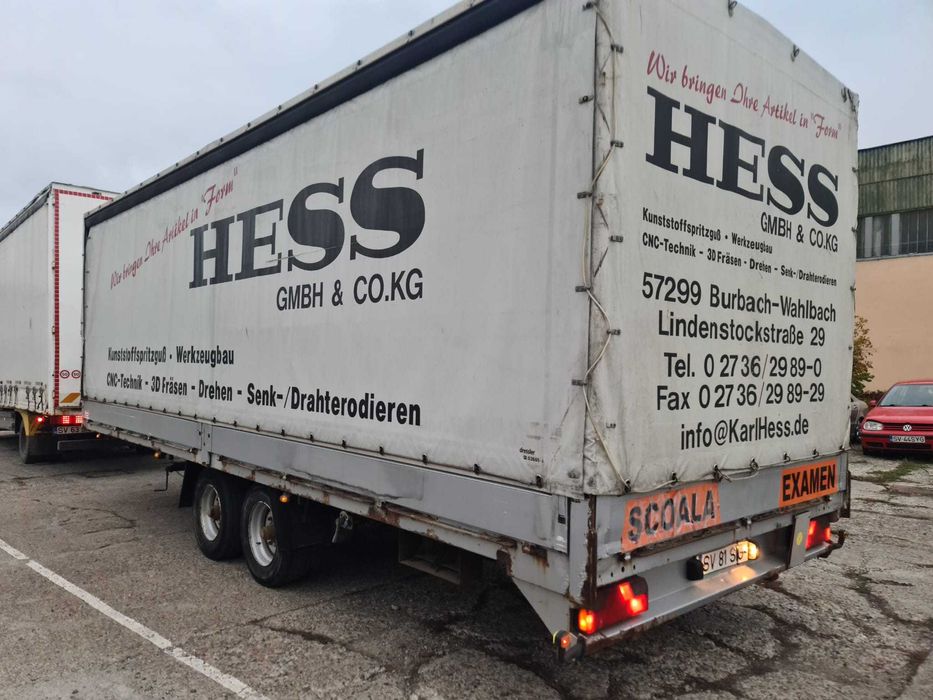 Wir bringen Ihre Artikel in "Form"
HESS
GMBH & CO.KG
Kunststoffspritzguß • Werkzeugbau
CNC-Technik - 3D Fräsen - Drehen - Senk-/Drahterodieren
dressler
Wir bringen Ihre Artikel in "Form"
HESS
GMBH & CO.KG
Kunststoffspritzguß • Werkzeugbau
CNC-Technik - 3D Fräsen - Drehen - Senk-/Drahterodieren
57299 Burbach-Wahlbach
Lindenstockstraße 29
Tel. 0 27 36 / 29 89-0
Fax 0 27 36 / 29 89-29
info@KarlHess.de
SCOALA
EXAMEN
SV 81
SV 63